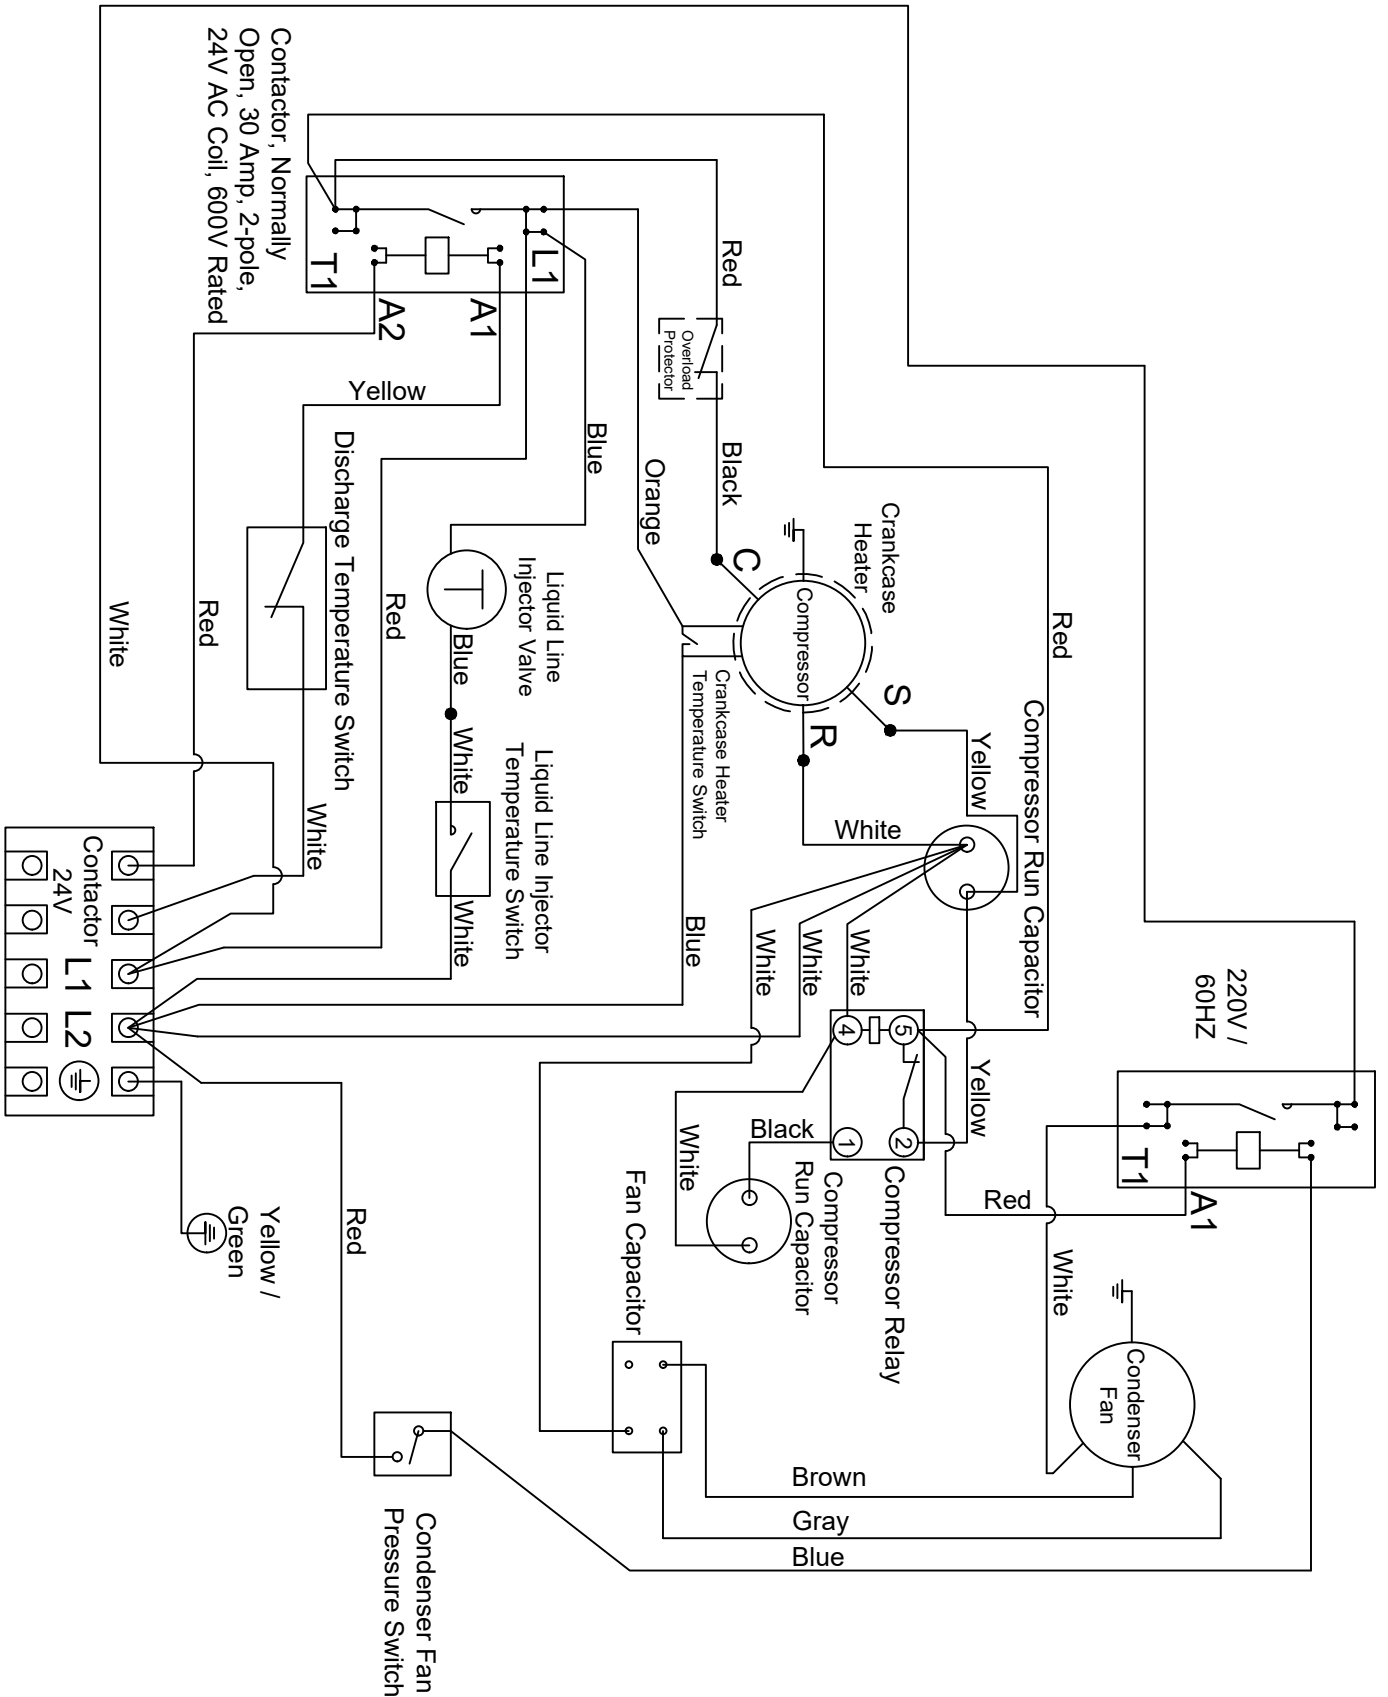 Contactor, Normally
Open, 30 Amp, 2-pole,
24V AC Coil, 600V Rated
L1
T1
A1
A2
Red
Overload
Protector
Black
Yellow
Blue
Orange
Crankcase
Heater
Compressor
C
S
R
Crankcase Heater
Temperature Switch
Red
Compressor Run Capacitor
Yellow
White
Discharge Temperature Switch
Red
White
Red
Liquid Line
Injector Valve
Blue
White
Liquid Line Injector
Temperature Switch
White
White
Blue
White
White
White
Contactor
24V
L1
L2
Yellow /
Green
Red
4
5
1
2
Compressor Relay
Yellow
Black
White
Compressor
Run Capacitor
Fan Capacitor
220V /
60HZ
T1
A1
Red
White
Condenser
Fan
Brown
Gray
Blue
Condenser Fan
Pressure Switch